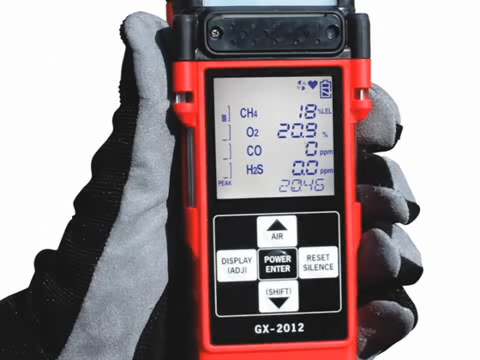 CH4 18 %LEL
O2 20.9 %
CO 0 ppm
H2S 0.0 ppm
PEAK 20:46
AIR
DISPLAY (ADJ) POWER ENTER RESET SILENCE
(SHIFT)
GX-2012